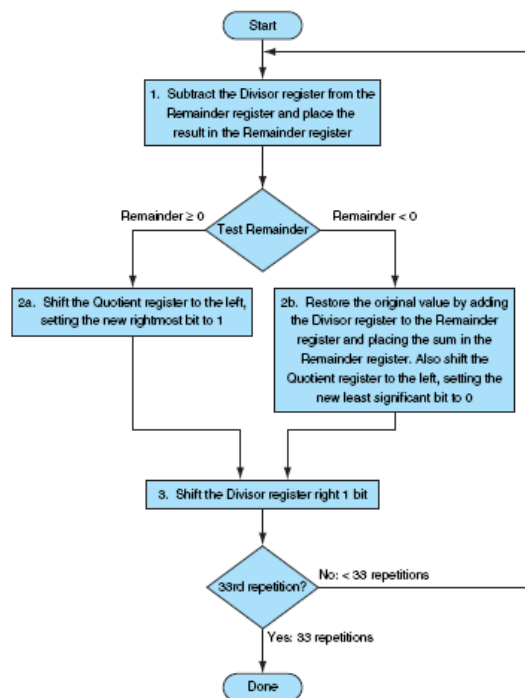 Start
1. Subtract the Divisor register from the
Remainder register and place the
result in the Remainder register
Remainder ≥ 0
Remainder < 0
Test Remainder
2a. Shift the Quotient register to the left,
setting the new rightmost bit to 1
2b. Restore the original value by adding
the Divisor register to the Remainder
register and placing the sum in the
Remainder register. Also shift the
Quotient register to the left, setting the
new least significant bit to 0
3. Shift the Divisor register right 1 bit
33rd repetition?
No: < 33 repetitions
Yes: 33 repetitions
Done